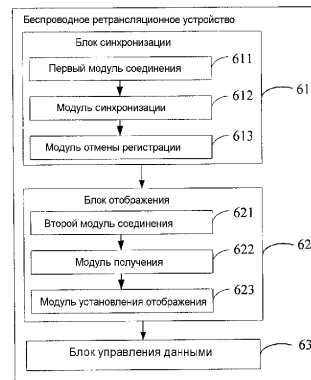 Беспроводное ретрансляционное устройство
Блок синхронизации
611
Первый модуль соединения
612
Модуль синхронизации
61
613
Модуль отмены регистрации
Блок отображения
621
Второй модуль соединения
622
Модуль получения
62
623
Модуль установления отображения
63
Блок управления данными